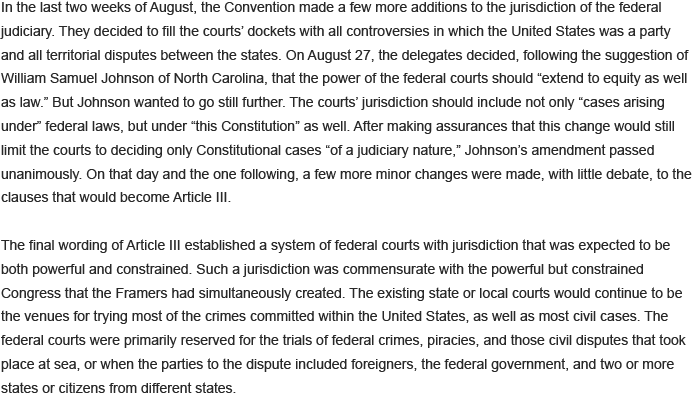 In the last two weeks of August, the Convention made a few more additions to the jurisdiction of the federal
judiciary. They decided to fill the courts’ dockets with all controversies in which the United States was a party
and all territorial disputes between the states. On August 27, the delegates decided, following the suggestion of
William Samuel Johnson of North Carolina, that the power of the federal courts should “extend to equity as well
as law.” But Johnson wanted to go still further. The courts’ jurisdiction should include not only “cases arising
under” federal laws, but under “this Constitution” as well. After making assurances that this change would still
limit the courts to deciding only Constitutional cases “of a judiciary nature,” Johnson’s amendment passed
unanimously. On that day and the one following, a few more minor changes were made, with little debate, to the
clauses that would become Article III.
The final wording of Article III established a system of federal courts with jurisdiction that was expected to be
both powerful and constrained. Such a jurisdiction was commensurate with the powerful but constrained
Congress that the Framers had simultaneously created. The existing state or local courts would continue to be
the venues for trying most of the crimes committed within the United States, as well as most civil cases. The
federal courts were primarily reserved for the trials of federal crimes, piracies, and those civil disputes that took
place at sea, or when the parties to the dispute included foreigners, the federal government, and two or more
states or citizens from different states.